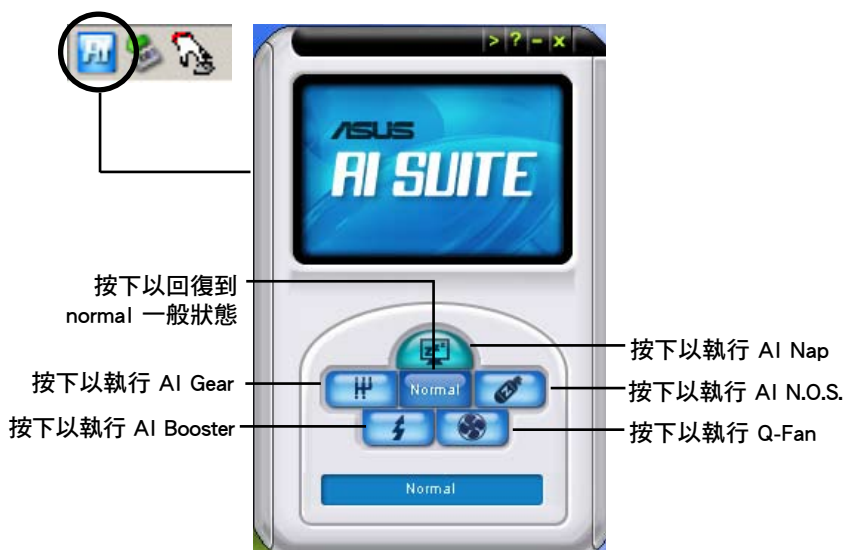 Ai
> ? - x
ASUS
AI SUITE
按下以回復到
normal 一般狀態
zz²
按下以執行 AI Nap
按下以執行 AI Gear
Normal
按下以執行 AI N.O.S.
按下以執行 AI Booster
按下以執行 Q-Fan
Normal